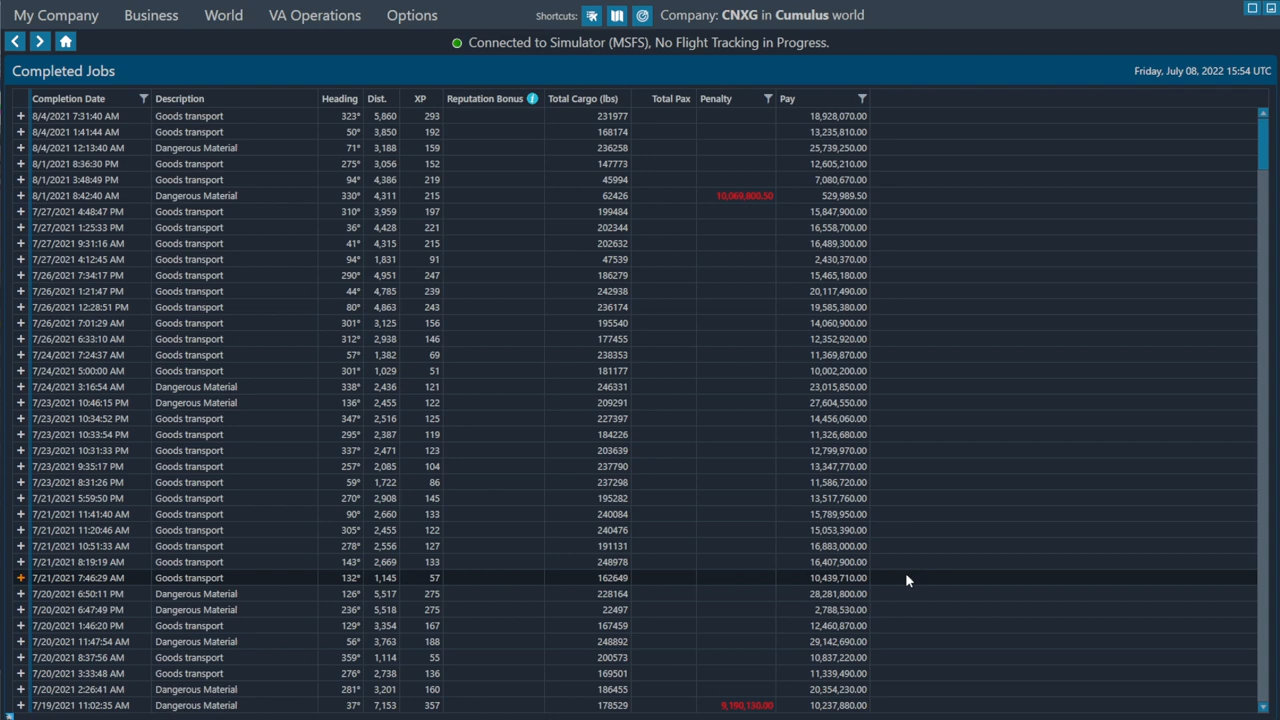 My Company Business World VA Operations Options Shortcuts: Company: CNXG in Cumulus world
Connected to Simulator (MSFS), No Flight Tracking in Progress.
Completed Jobs Friday, July 08, 2022 15:54 UTC
Completion Date Description Heading Dist. XP Reputation Bonus Total Cargo (lbs) Total Pax Penalty Pay
+ 8/4/2021 7:31:40 AM Goods transport 323° 5,860 293 231977 18,928,070.00
+ 8/4/2021 1:41:44 AM Goods transport 50° 3,850 192 168174 13,235,810.00
+ 8/4/2021 12:13:40 AM Dangerous Material 71° 3,188 159 236258 25,739,250.00
+ 8/1/2021 8:36:30 PM Goods transport 275° 3,056 152 147773 12,605,210.00
+ 8/1/2021 3:48:49 PM Goods transport 94° 4,386 219 45994 7,080,670.00
+ 8/1/2021 8:42:40 AM Dangerous Material 330° 4,311 215 62426 10,069,800.50 529,989.50
+ 7/27/2021 4:48:47 PM Goods transport 310° 3,959 197 199484 15,847,900.00
+ 7/27/2021 1:25:33 PM Goods transport 36° 4,428 221 202344 16,558,700.00
+ 7/27/2021 9:31:16 AM Goods transport 41° 4,315 215 202632 16,489,300.00
+ 7/27/2021 4:12:45 AM Goods transport 94° 1,831 91 47539 2,430,370.00
+ 7/26/2021 7:34:17 PM Goods transport 290° 4,951 247 186279 15,465,180.00
+ 7/26/2021 1:21:47 PM Goods transport 44° 4,785 239 242938 20,117,490.00
+ 7/26/2021 12:28:51 PM Goods transport 80° 4,863 243 236174 19,585,380.00
+ 7/26/2021 7:01:29 AM Goods transport 301° 3,125 156 195540 14,060,900.00
+ 7/26/2021 6:33:10 AM Goods transport 312° 2,938 146 177455 12,352,920.00
+ 7/24/2021 7:24:37 AM Goods transport 57° 1,382 69 238353 11,369,870.00
+ 7/24/2021 5:00:00 AM Goods transport 301° 1,029 51 181177 10,002,200.00
+ 7/24/2021 3:16:54 AM Dangerous Material 338° 2,436 121 246331 23,015,850.00
+ 7/23/2021 10:46:15 PM Dangerous Material 136° 2,455 122 209291 27,604,550.00
+ 7/23/2021 10:34:52 PM Goods transport 347° 2,516 125 227397 14,456,060.00
+ 7/23/2021 10:33:54 PM Goods transport 295° 2,387 119 184226 11,326,680.00
+ 7/23/2021 10:31:33 PM Goods transport 337° 2,471 123 203639 12,799,970.00
+ 7/23/2021 9:35:17 PM Goods transport 257° 2,085 104 237790 13,347,770.00
+ 7/23/2021 8:31:26 PM Goods transport 59° 1,722 86 237298 11,586,720.00
+ 7/21/2021 5:59:50 PM Goods transport 270° 2,908 145 195282 13,517,760.00
+ 7/21/2021 11:41:40 AM Goods transport 90° 2,660 133 240084 15,789,950.00
+ 7/21/2021 11:20:46 AM Goods transport 305° 2,455 122 240476 15,053,390.00
+ 7/21/2021 10:51:33 AM Goods transport 278° 2,556 127 191131 16,883,000.00
+ 7/21/2021 8:19:19 AM Goods transport 143° 2,669 133 248978 16,407,900.00
+ 7/21/2021 7:46:29 AM Goods transport 132° 1,145 57 162649 10,439,710.00
+ 7/20/2021 6:50:11 PM Dangerous Material 126° 5,517 275 228164 28,281,800.00
+ 7/20/2021 6:47:49 PM Dangerous Material 236° 5,518 275 22497 2,788,530.00
+ 7/20/2021 1:46:20 PM Goods transport 129° 3,354 167 167459 12,460,870.00
+ 7/20/2021 11:47:54 AM Dangerous Material 56° 3,763 188 248892 29,142,690.00
+ 7/20/2021 8:37:56 AM Goods transport 359° 1,114 55 200573 10,837,220.00
+ 7/20/2021 3:33:48 AM Goods transport 276° 2,738 136 169501 11,339,490.00
+ 7/20/2021 2:26:41 AM Dangerous Material 281° 3,201 160 186455 20,354,230.00
+ 7/19/2021 11:02:35 AM Dangerous Material 37° 7,153 357 178529 9,190,130.00 10,237,880.00